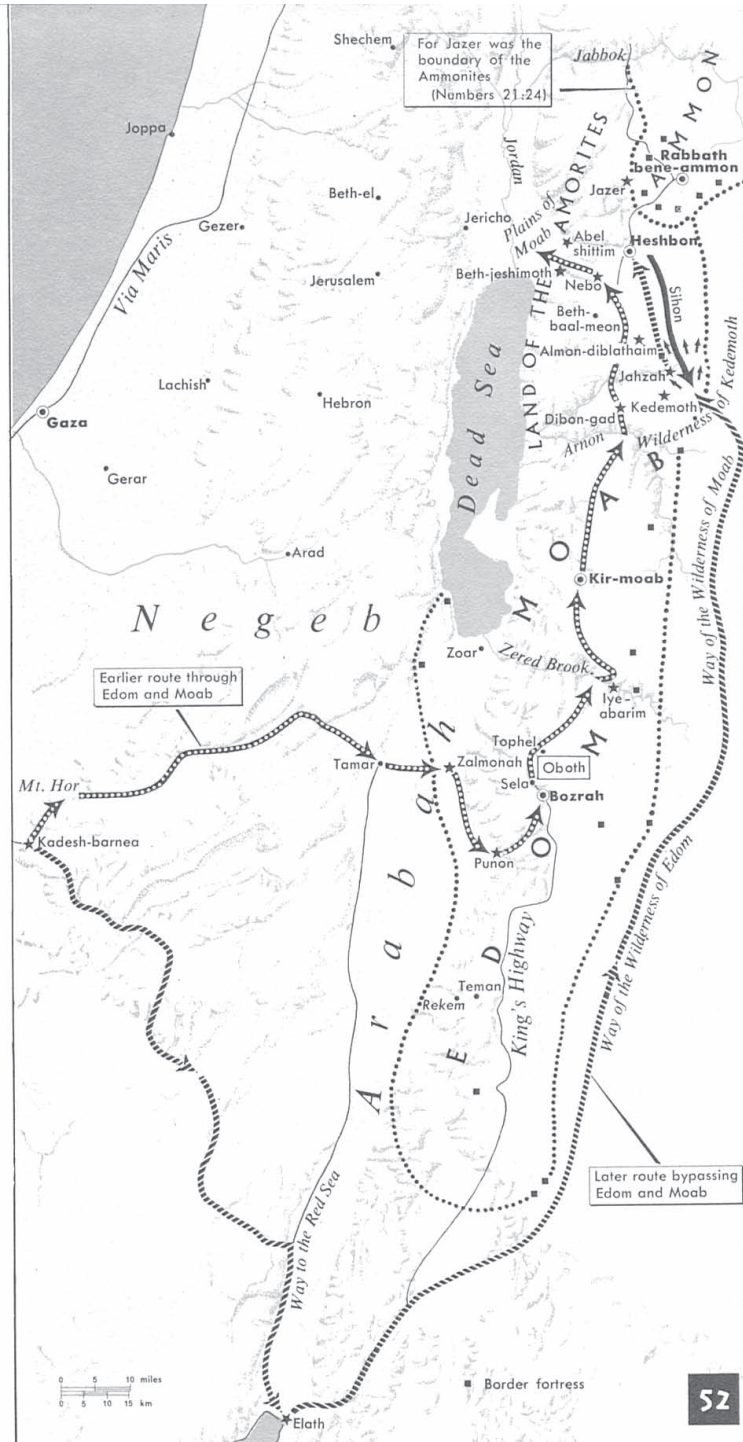 Shechem
For Jazer was the
boundary of the
Ammonites
(Numbers 21:24)
Jabbok
AMMON
Joppa
Jordan
AMORITES
Rabbath
bene-ammon
Beth-el
Jazer
Jericho
Plains of
Moab
Gezer
Abel
shittim
Heshbon
Via Maris
Jerusalem
Beth-jeshimoth
Nebo
Sihon
LAND OF THE
Beth-
baal-meon
Almon-diblathaim
Dead Sea
Jahzah
Lachish
Hebron
Kedemoth
Wilderness of Kedemoth
Gaza
Dibon-gad
Arnon
Gerar
Way of the Wilderness of Moab
Arad
MOAB
Kir-moab
Negeb
Zoar
Zered Brook
Earlier route through
Edom and Moab
Iye-
abarim
Tophel
Mt. Hor
Tamar
Zalmonah
Oboth
Sela
Bozrah
Kadesh-barnea
Punon
Arabah
EDOM
Way of the Wilderness of Edom
King's Highway
Teman
Rekem
Later route bypassing
Edom and Moab
Way to the Red Sea
0 5 10 miles
0 5 10 15 km
Border fortress
52
Elath